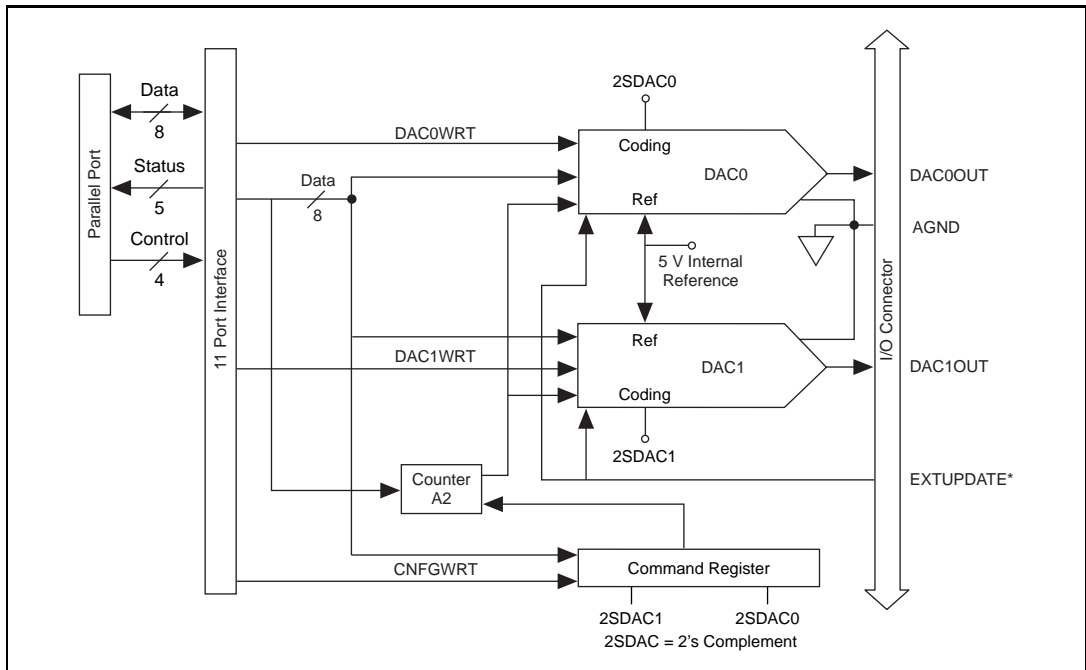 Parallel Port
Data
8
Status
5
Control
4
11 Port Interface
DAC0WRT
Data
8
2SDAC0
Coding
DAC0
Ref
5 V Internal
Reference
DAC0OUT
AGND
I/O Connector
DAC1WRT
Ref
DAC1
Coding
2SDAC1
DAC1OUT
EXTUPDATE*
Counter
A2
CNFGWRT
Command Register
2SDAC1
2SDAC0
2SDAC = 2's Complement